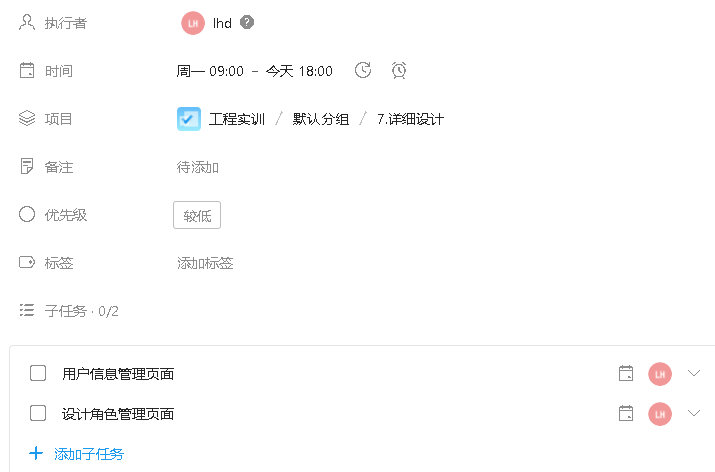 执行者 LH lhd ?
时间 周一 09:00 – 今天 18:00
项目 工程实训 / 默认分组 / 7.详细设计
备注 待添加
优先级 较低
标签 添加标签
子任务 · 0/2
用户信息管理页面 LH
设计角色管理页面 LH
+ 添加子任务